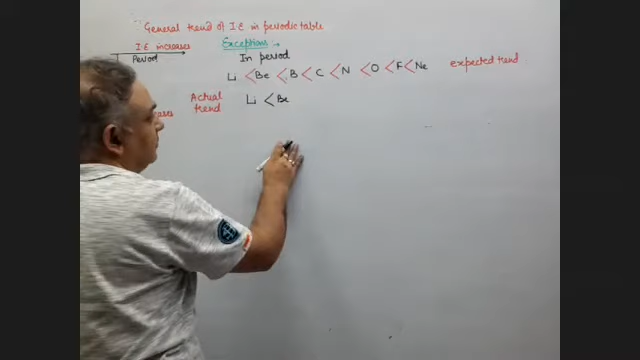 General trend of I.E in periodic table
I.E increases
Exceptions :-
Period
In period
Li < Be < B < C < N < O < F < Ne expected trend
Actual trend Li < Be